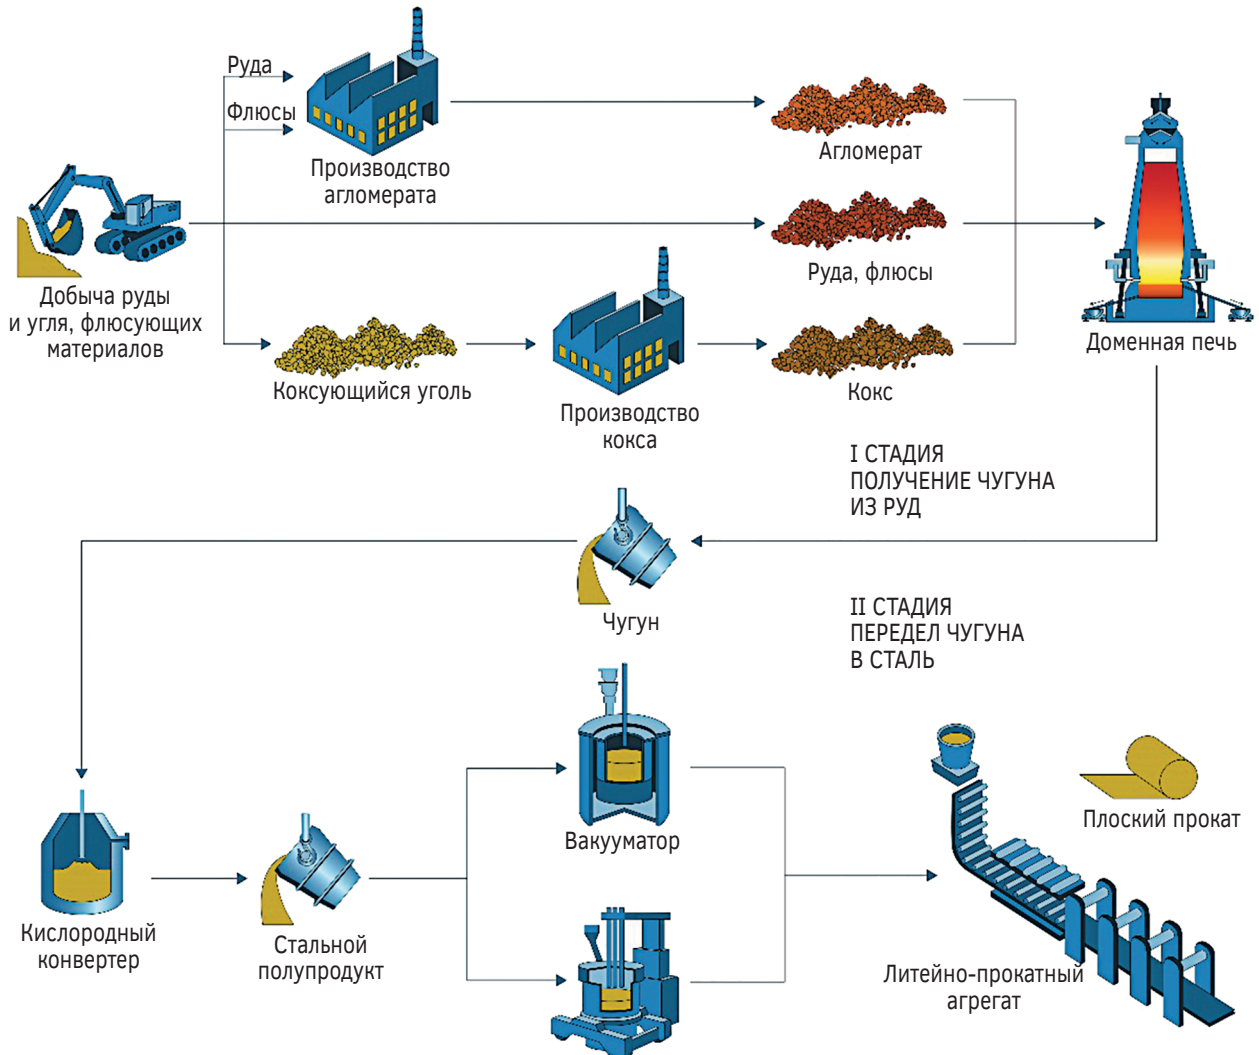 Руда
Флюсы
Производство
агломерата
Агломерат
Добыча руды
и угля, флюсующих
материалов
Руда, флюсы
Доменная печь
Коксующийся уголь
Производство
кокса
Кокс
I СТАДИЯ
ПОЛУЧЕНИЕ ЧУГУНА
ИЗ РУД
Чугун
II СТАДИЯ
ПЕРЕДЕЛ ЧУГУНА
В СТАЛЬ
Вакууматор
Плоский прокат
Кислородный
конвертер
Стальной
полупродукт
Литейно-прокатный
агрегат